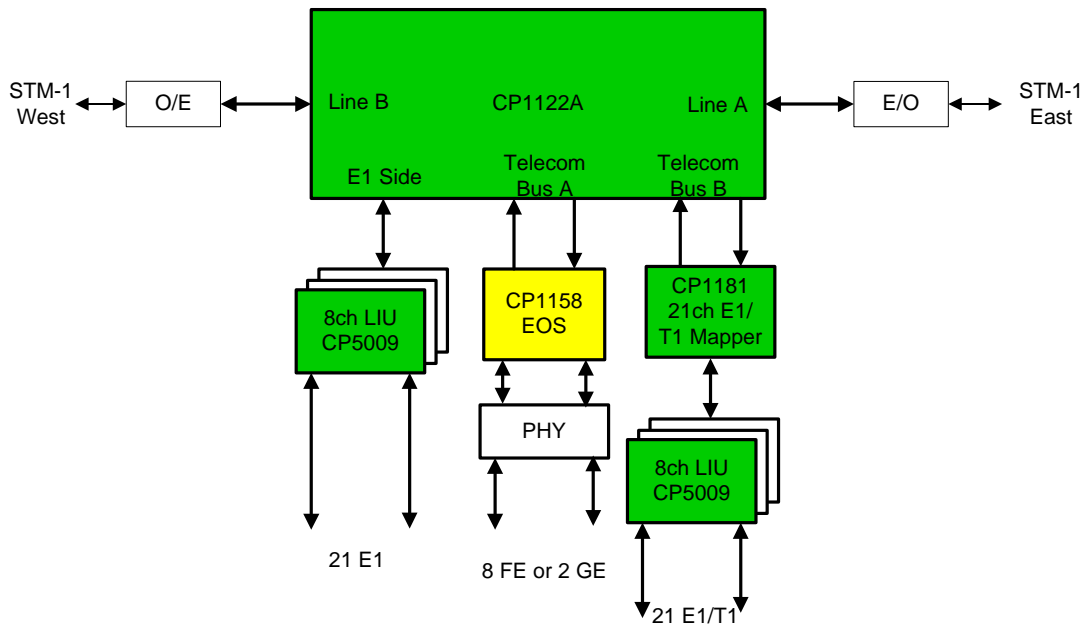 STM-1
West
O/E
Line B
CP1122A
Line A
E/O
STM-1
East
E1 Side
Telecom
Bus A
Telecom
Bus B
8ch LIU
CP5009
CP1158
EOS
CP1181
21ch E1/
T1 Mapper
PHY
8ch LIU
CP5009
21 E1
8 FE or 2 GE
21 E1/T1